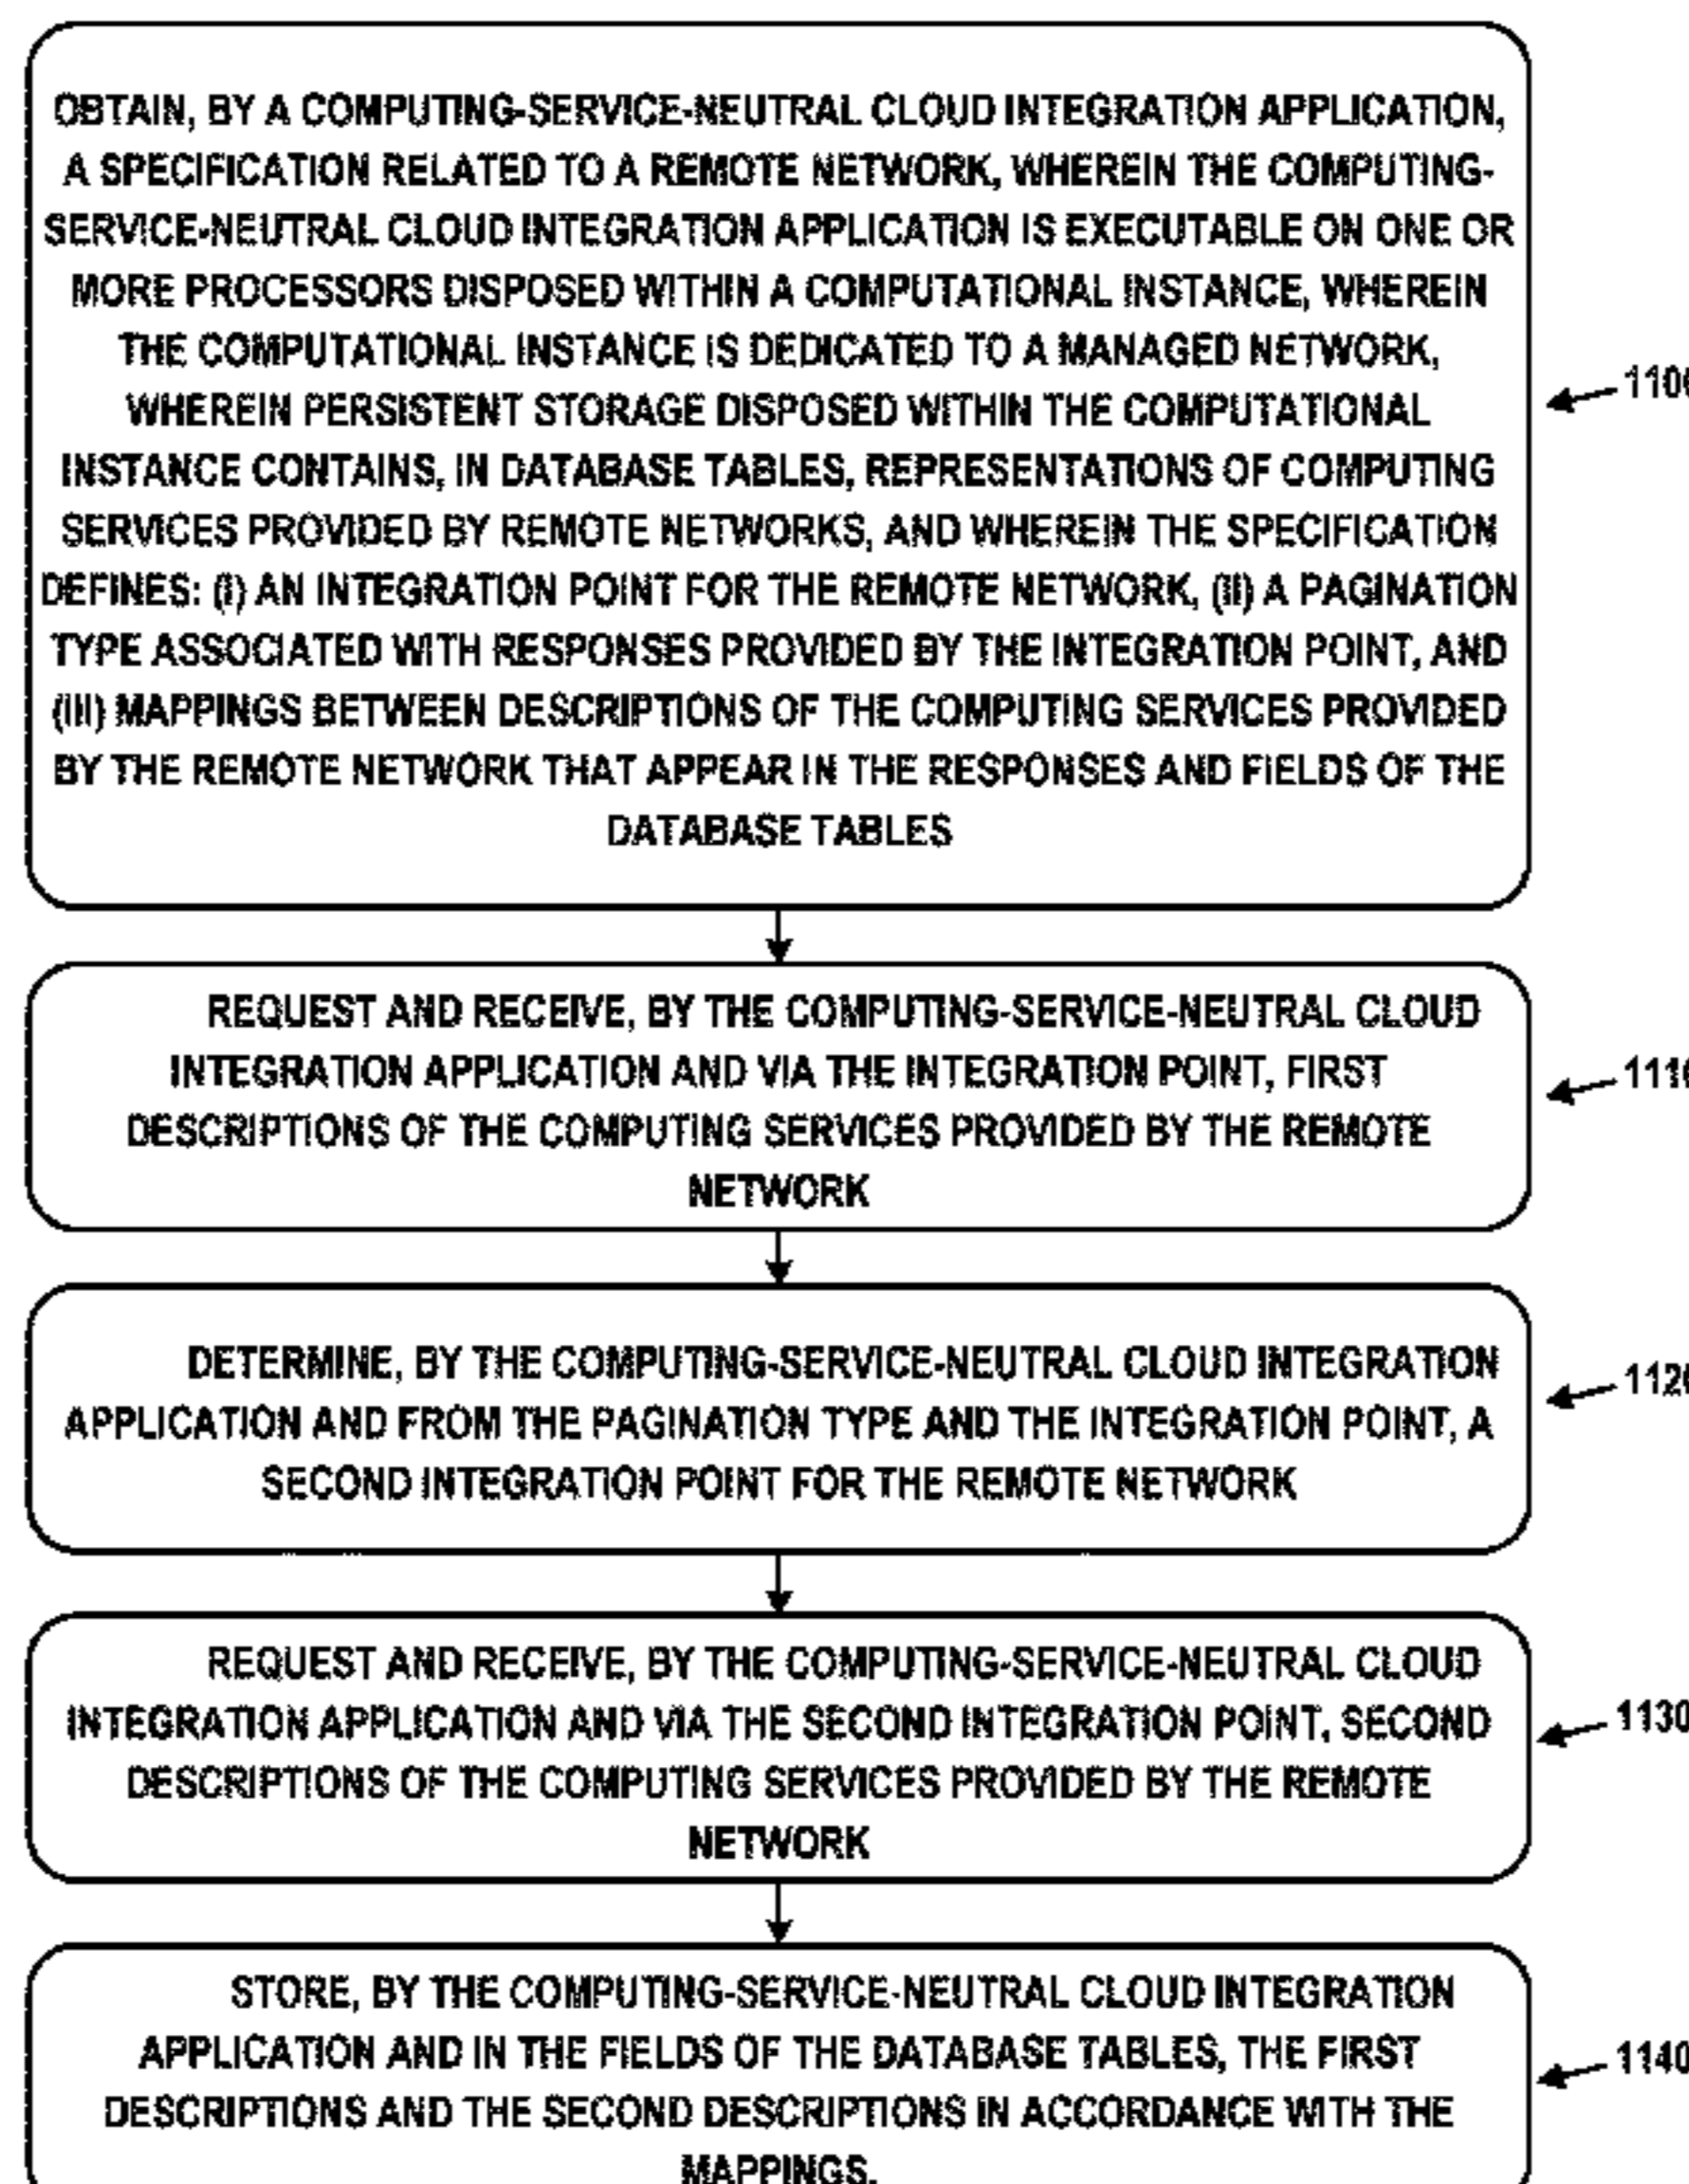 OBTAIN, BY A COMPUTING-SERVICE-NEUTRAL CLOUD INTEGRATION APPLICATION,
A SPECIFICATION RELATED TO A REMOTE NETWORK, WHEREIN THE COMPUTING-
SERVICE-NEUTRAL CLOUD INTEGRATION APPLICATION IS EXECUTABLE ON ONE OR
MORE PROCESSORS DISPOSED WITHIN A COMPUTATIONAL INSTANCE, WHEREIN
THE COMPUTATIONAL INSTANCE IS DEDICATED TO A MANAGED NETWORK,
WHEREIN PERSISTENT STORAGE DISPOSED WITHIN THE COMPUTATIONAL
INSTANCE CONTAINS, IN DATABASE TABLES, REPRESENTATIONS OF COMPUTING
SERVICES PROVIDED BY REMOTE NETWORKS, AND WHEREIN THE SPECIFICATION
DEFINES: (I) AN INTEGRATION POINT FOR THE REMOTE NETWORK, (II) A PAGINATION
TYPE ASSOCIATED WITH RESPONSES PROVIDED BY THE INTEGRATION POINT, AND
(III) MAPPINGS BETWEEN DESCRIPTIONS OF THE COMPUTING SERVICES PROVIDED
BY THE REMOTE NETWORK THAT APPEAR IN THE RESPONSES AND FIELDS OF THE
DATABASE TABLES
1100
REQUEST AND RECEIVE, BY THE COMPUTING-SERVICE-NEUTRAL CLOUD
INTEGRATION APPLICATION AND VIA THE INTEGRATION POINT, FIRST
DESCRIPTIONS OF THE COMPUTING SERVICES PROVIDED BY THE REMOTE
NETWORK
1110
DETERMINE, BY THE COMPUTING-SERVICE-NEUTRAL CLOUD INTEGRATION
APPLICATION AND FROM THE PAGINATION TYPE AND THE INTEGRATION POINT, A
SECOND INTEGRATION POINT FOR THE REMOTE NETWORK
1120
REQUEST AND RECEIVE, BY THE COMPUTING-SERVICE-NEUTRAL CLOUD
INTEGRATION APPLICATION AND VIA THE SECOND INTEGRATION POINT, SECOND
DESCRIPTIONS OF THE COMPUTING SERVICES PROVIDED BY THE REMOTE
NETWORK
1130
STORE, BY THE COMPUTING-SERVICE-NEUTRAL CLOUD INTEGRATION
APPLICATION AND IN THE FIELDS OF THE DATABASE TABLES, THE FIRST
DESCRIPTIONS AND THE SECOND DESCRIPTIONS IN ACCORDANCE WITH THE
MAPPINGS.
1140